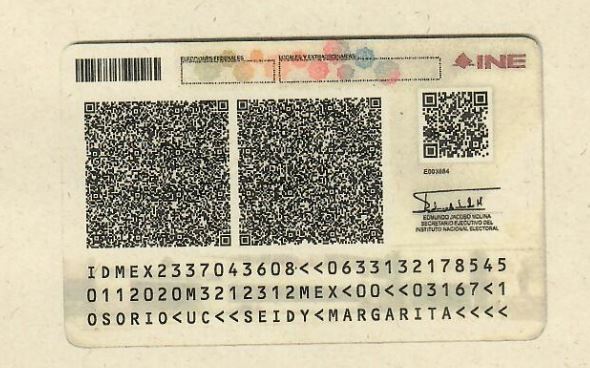 ELECCIONES FEDERALES
LOCALES Y EXTRAORDINARIAS
INE
E003884
EDMUNDO JACOBO MOLINA
SECRETARIO EJECUTIVO DEL
INSTITUTO NACIONAL ELECTORAL
IDMEX2337043608<<0633132178545
0112020M3212312MEX<00<<03167<1
OSORIO<UC<<SEIDY<MARGARITA<<<<